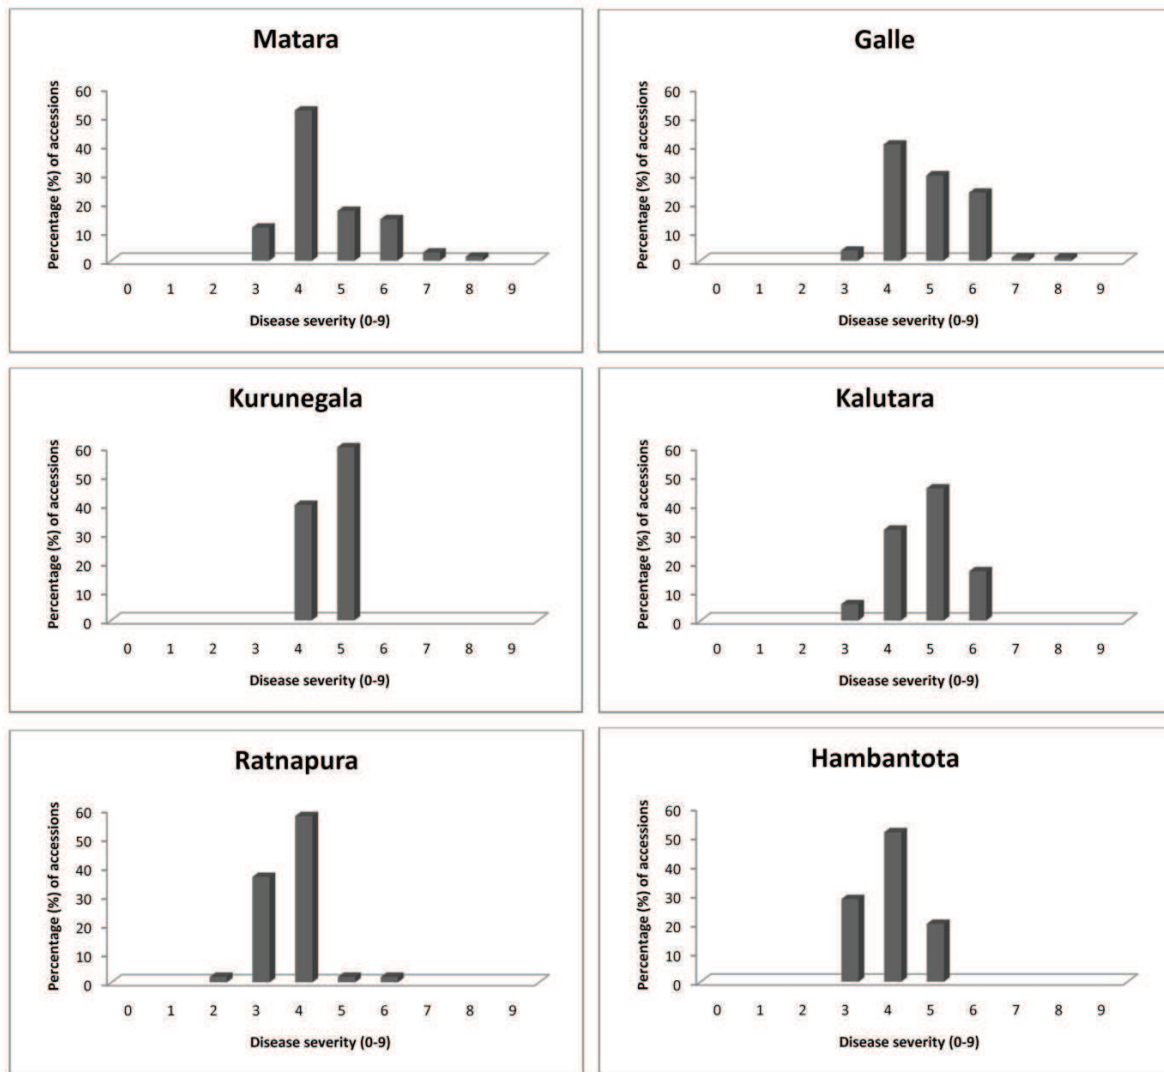 Matara
Percentage (%) of accessions
60
50
40
30
20
10
0
0 1 2 3 4 5 6 7 8 9
Disease severity (0-9)
Galle
Percentage (%) of accessions
60
50
40
30
20
10
0
0 1 2 3 4 5 6 7 8 9
Disease severity (0-9)
Kurunegala
Percentage (%) of accessions
60
50
40
30
20
10
0
0 1 2 3 4 5 6 7 8 9
Disease severity (0-9)
Kalutara
Percentage (%) of accessions
60
50
40
30
20
10
0
0 1 2 3 4 5 6 7 8 9
Disease severity (0-9)
Ratnapura
Percentage (%) of accessions
60
50
40
30
20
10
0
0 1 2 3 4 5 6 7 8 9
Disease severity (0-9)
Hambantota
Percentage (%) of accessions
60
50
40
30
20
10
0
0 1 2 3 4 5 6 7 8 9
Disease severity (0-9)